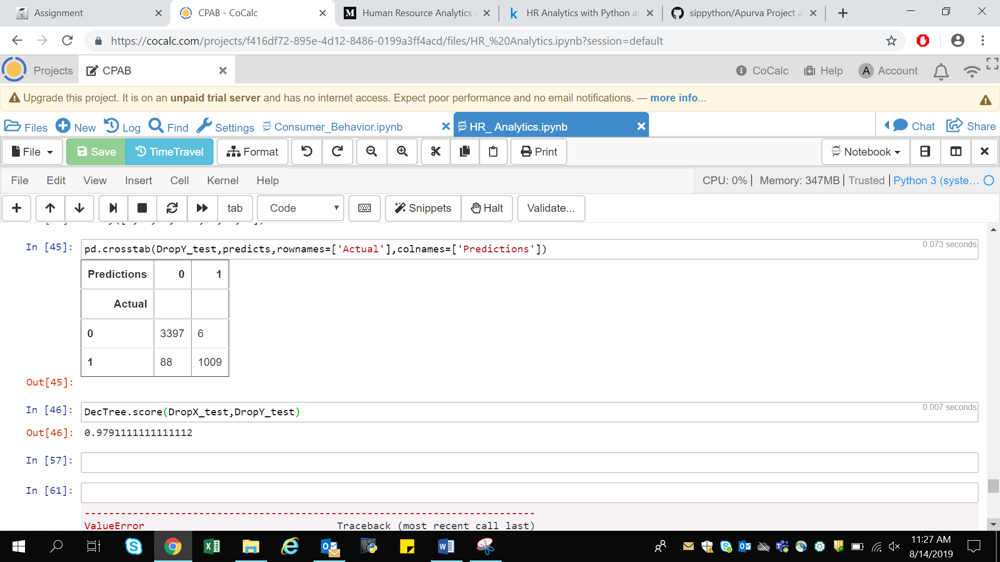 Assignment
CPAB - CoCalc
Human Resource Analytics
HR Analytics with Python a
sippython/Apurva Project a
https://cocalc.com/projects/f416df72-895e-4d12-8486-0199a3ff4acd/files/HR_%20Analytics.ipynb?session=default
Projects
CPAB
CoCalc
Help
A Account
Upgrade this project. It is on an unpaid trial server and has no internet access. Expect poor performance and no email notifications. — more info...
Files
New
Log
Find
Settings
Consumer_Behavior.ipynb
HR_ Analytics.ipynb
Chat
Share
File
Save
TimeTravel
Format
Print
Notebook
File Edit View Insert Cell Kernel Help
CPU: 0% | Memory: 347MB | Trusted | Python 3 (syste...
tab
Code
Snippets
Halt
Validate...
In [45]: pd.crosstab(DropY_test,predicts,rownames=['Actual'],colnames=['Predictions'])
0.073 seconds
Predictions 0 1
Actual
0 3397 6
1 88 1009
Out[45]:
In [46]: DecTree.score(DropX_test,DropY_test)
0.007 seconds
Out[46]: 0.9791111111111112
In [57]:
In [61]:
---------------------------------------------------------------------------
ValueError Traceback (most recent call last)
11:27 AM
8/14/2019